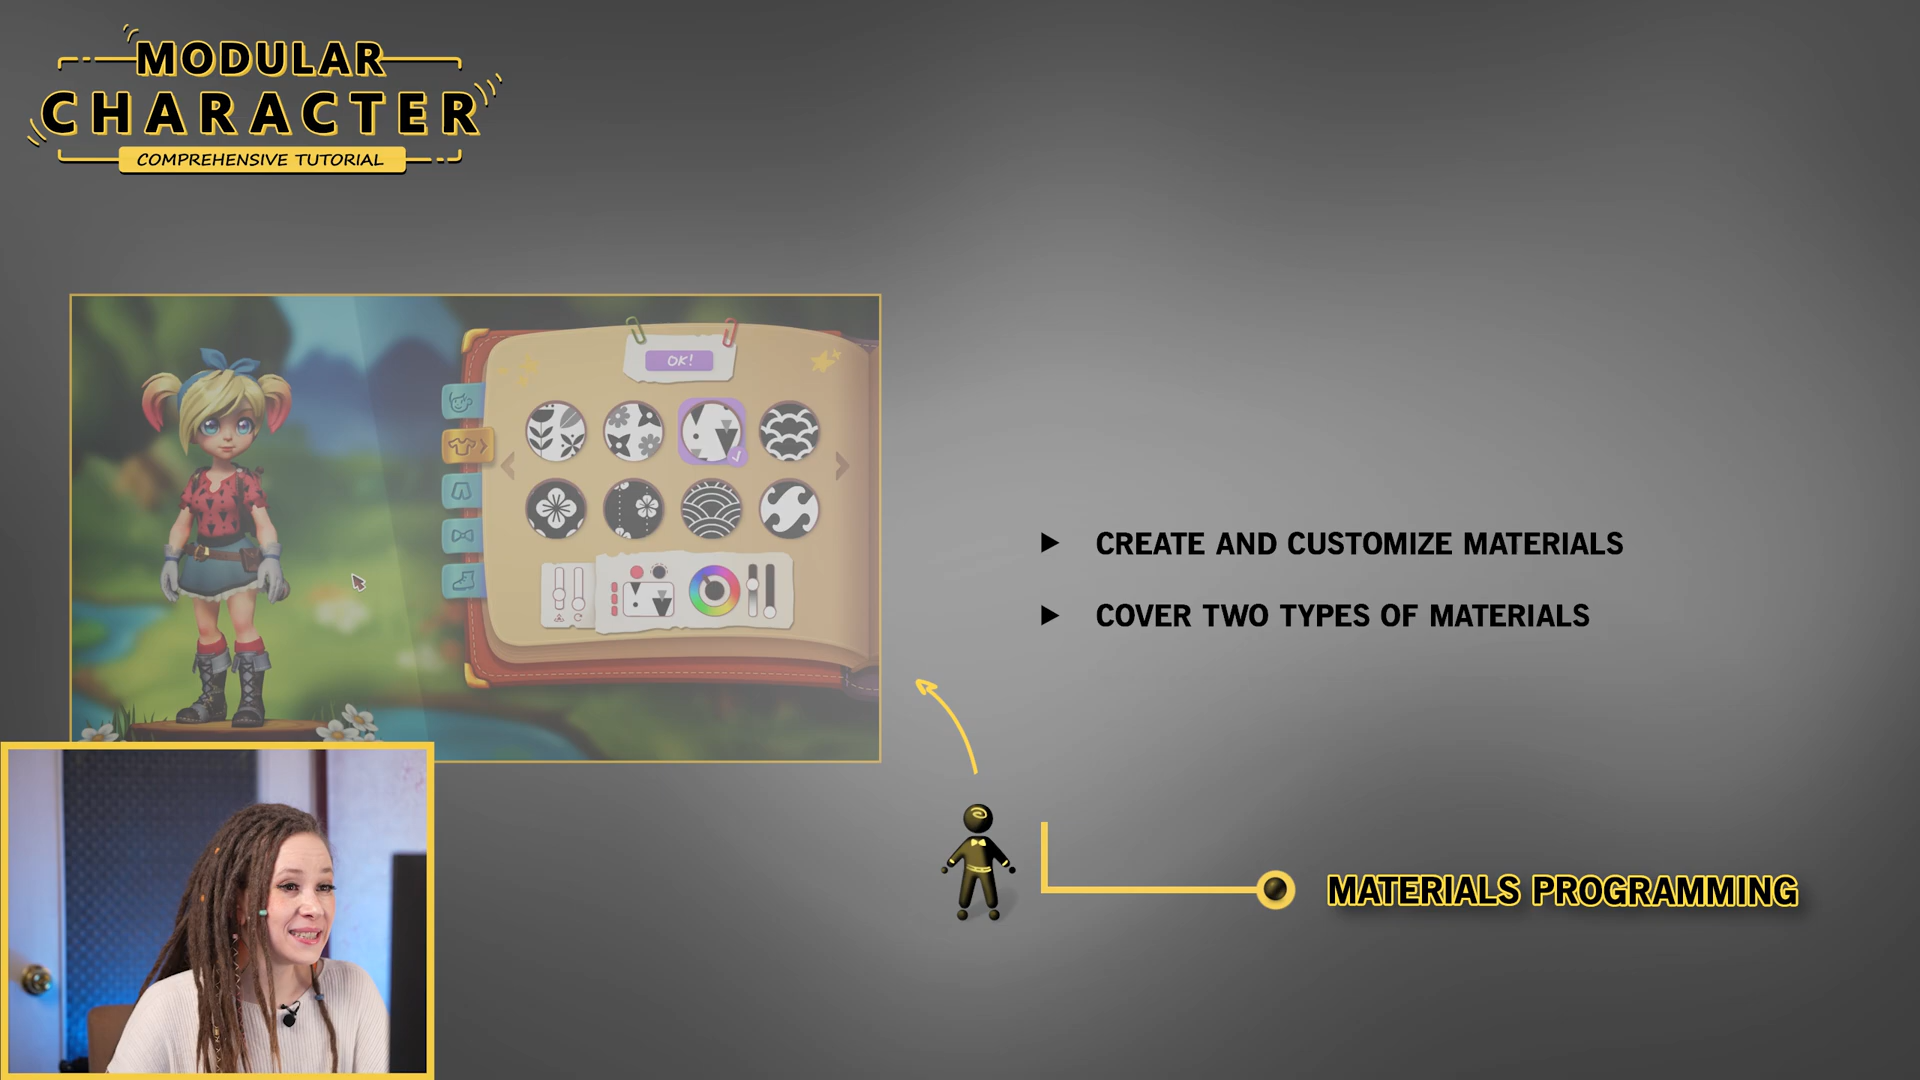 MODULAR
CHARACTER
COMPREHENSIVE TUTORIAL
OK!
CREATE AND CUSTOMIZE MATERIALS
COVER TWO TYPES OF MATERIALS
MATERIALS PROGRAMMING